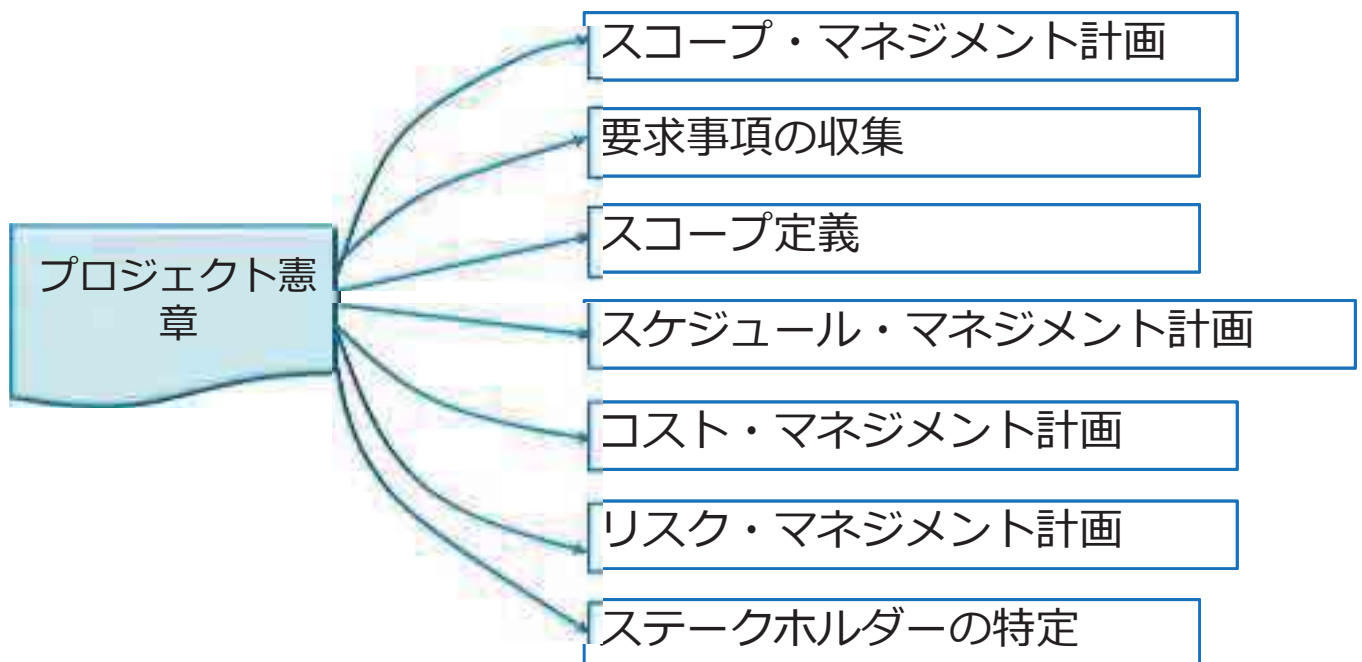 プロジェクト憲
章
スコープ・マネジメント計画
要求事項の収集
スコープ定義
スケジュール・マネジメント計画
コスト・マネジメント計画
リスク・マネジメント計画
ステークホルダーの特定